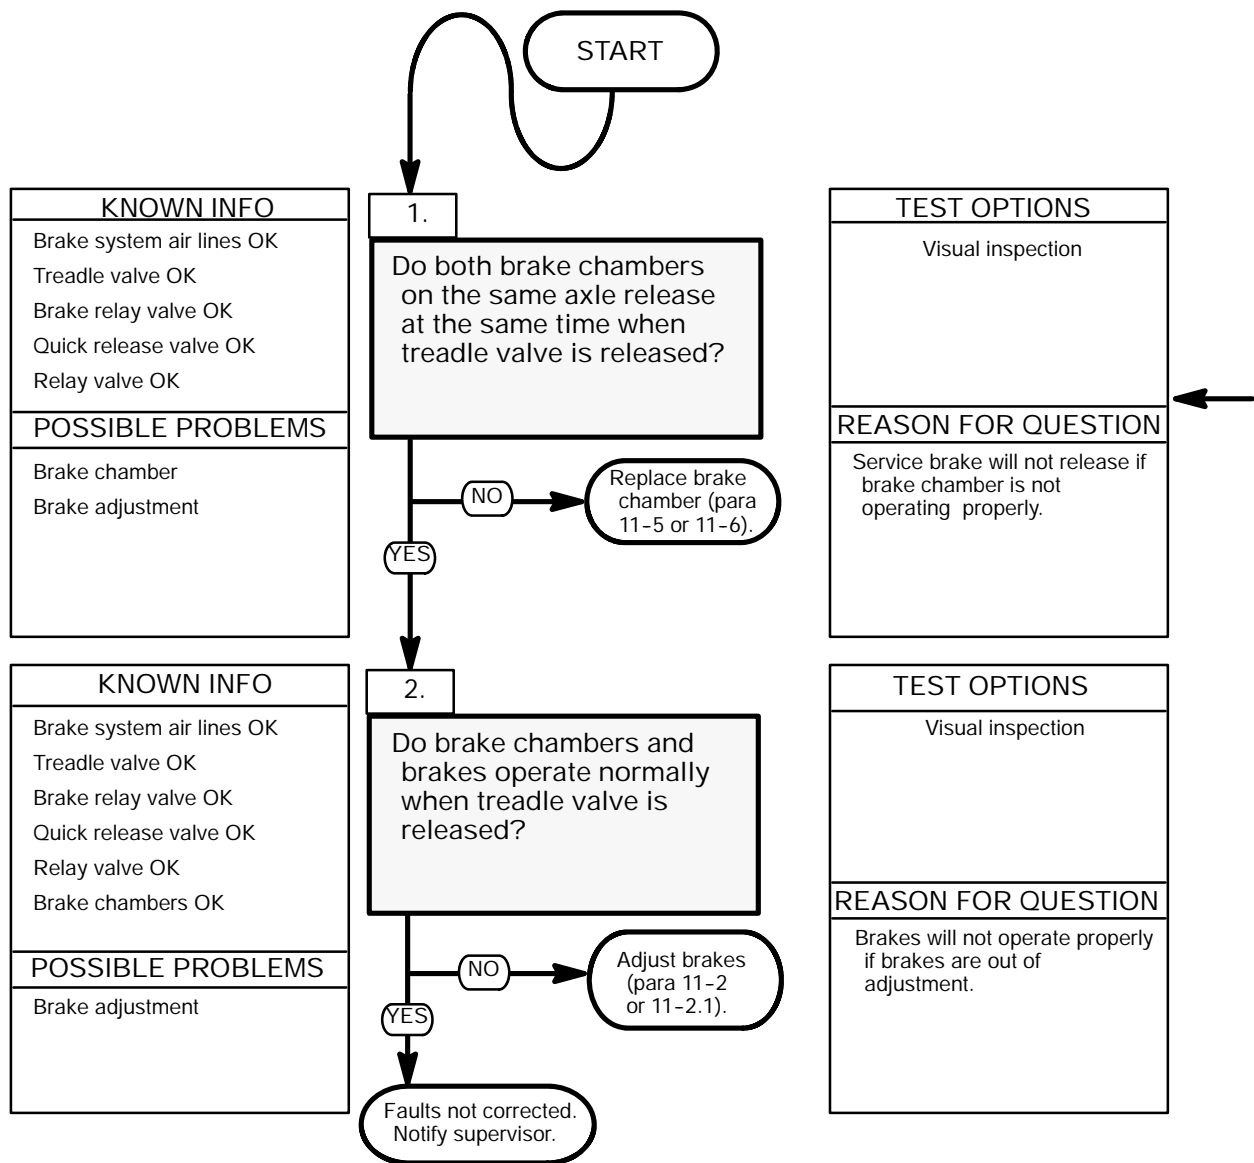 START
KNOWN INFO
Brake system air lines OK
Treadle valve OK
Brake relay valve OK
Quick release valve OK
Relay valve OK
POSSIBLE PROBLEMS
Brake chamber
Brake adjustment
1.
Do both brake chambers
on the same axle release
at the same time when
treadle valve is released?
NO
Replace brake
chamber (para
11-5 or 11-6).
YES
TEST OPTIONS
Visual inspection
REASON FOR QUESTION
Service brake will not release if
brake chamber is not
operating properly.
KNOWN INFO
Brake system air lines OK
Treadle valve OK
Brake relay valve OK
Quick release valve OK
Relay valve OK
Brake chambers OK
POSSIBLE PROBLEMS
Brake adjustment
2.
Do brake chambers and
brakes operate normally
when treadle valve is
released?
NO
Adjust brakes
(para 11-2
or 11-2.1).
YES
Faults not corrected.
Notify supervisor.
TEST OPTIONS
Visual inspection
REASON FOR QUESTION
Brakes will not operate properly
if brakes are out of
adjustment.